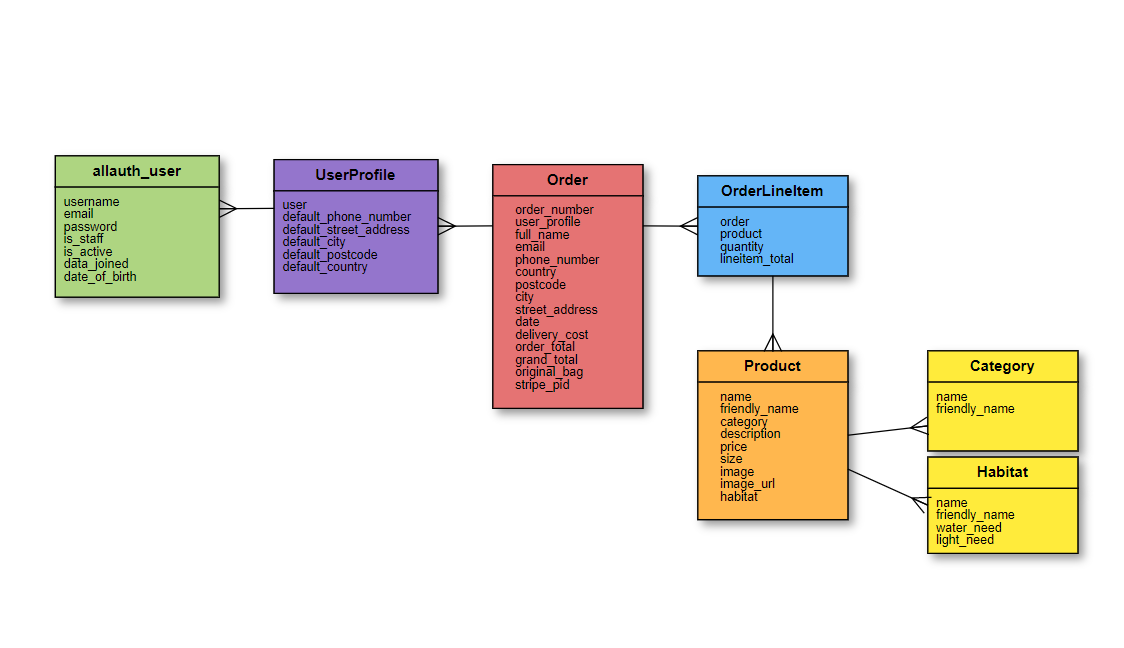 allauth_user
username
email
password
is_staff
is_active
data_joined
date_of_birth
UserProfile
user
default_phone_number
default_street_address
default_city
default_postcode
default_country
Order
order_number
user_profile
full_name
email
phone_number
country
postcode
city
street_address
date
delivery_cost
order_total
grand_total
original_bag
stripe_pid
OrderLineItem
order
product
quantity
lineitem_total
Product
name
friendly_name
category
description
price
size
image
image_url
habitat
Category
name
friendly_name
Habitat
name
friendly_name
water_need
light_need